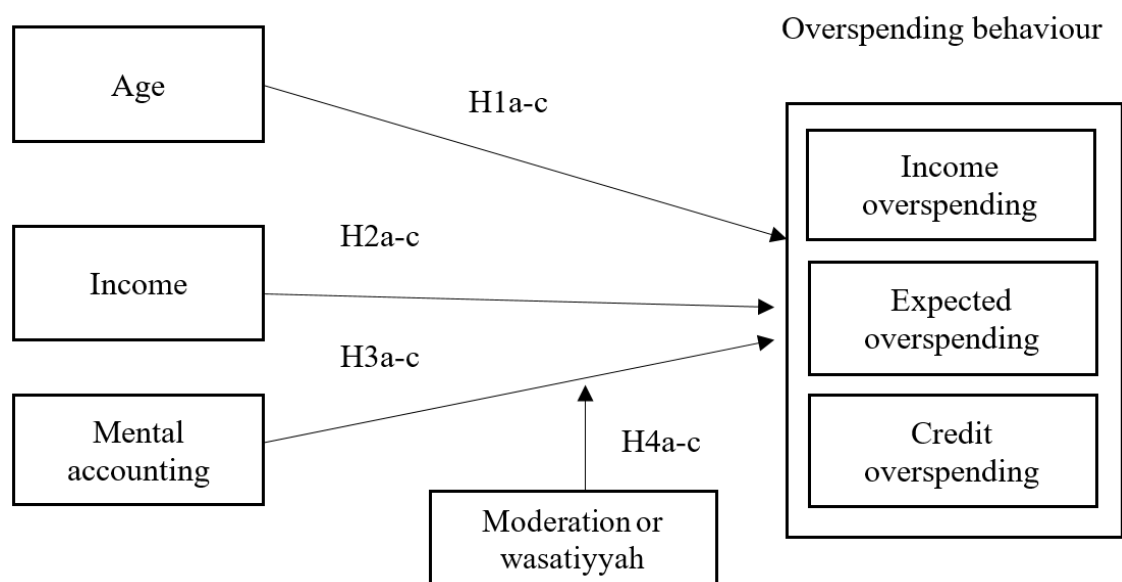 Overspending behaviour
Age
H1a-c
Income
overspending
H2a-c
Income
Expected
overspending
H3a-c
Mental
accounting
H4a-c
Credit
overspending
Moderation or
wasatiyyah